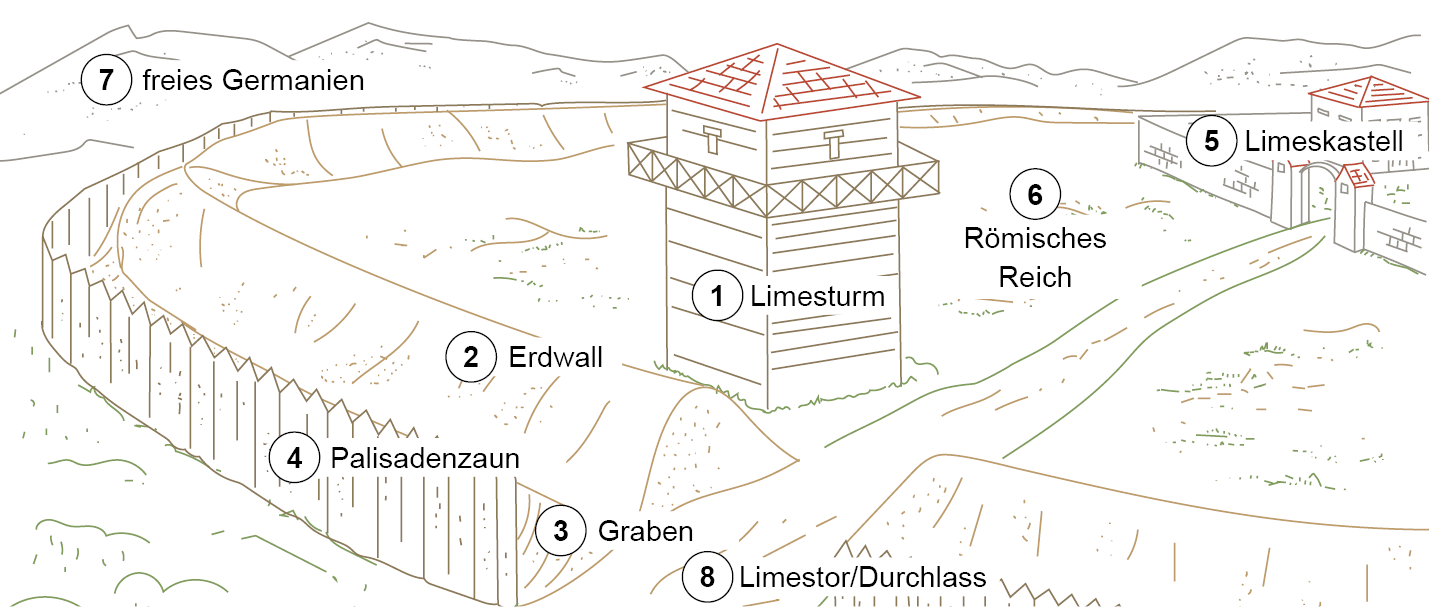 7 freies Germanien
5 Limeskastell
6
Römisches
Reich
1 Limesturm
2 Erdwall
4 Palisadenzaun
3 Graben
8 Limestor/Durchlass